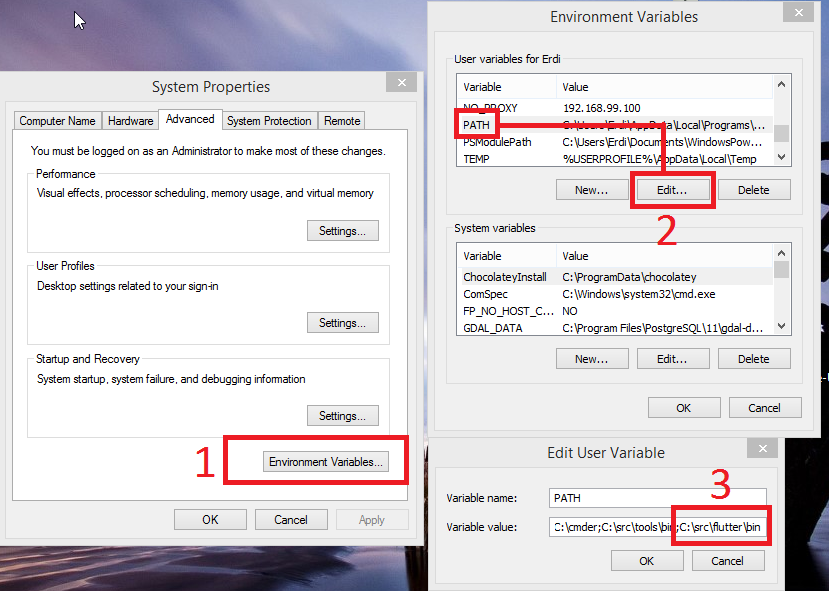 System Properties
Computer Name Hardware Advanced System Protection Remote
You must be logged on as an Administrator to make most of these changes.
Performance
Visual effects, processor scheduling, memory usage, and virtual memory
Settings...
User Profiles
Desktop settings related to your sign-in
Settings...
Startup and Recovery
System startup, system failure, and debugging information
Settings...
1
Environment Variables...
OK Cancel Apply
Environment Variables
User variables for Erdi
Variable Value
NO_PROXY 192.168.99.100
PATH C:\Users\Erdi\AppData\Local\Programs\...
PSModulePath C:\Users\Erdi\Documents\WindowsPow...
TEMP %USERPROFILE%\AppData\Local\Temp
New... Edit... Delete
2
System variables
Variable Value
ChocolateyInstall C:\ProgramData\chocolatey
ComSpec C:\Windows\system32\cmd.exe
FP_NO_HOST_C... NO
GDAL_DATA C:\Program Files\PostgreSQL\11\gdal-d...
New... Edit... Delete
OK Cancel
Edit User Variable
3
Variable name: PATH
Variable value: C:\cmder;C:\src\tools\bin;C:\src\flutter\bin
OK Cancel